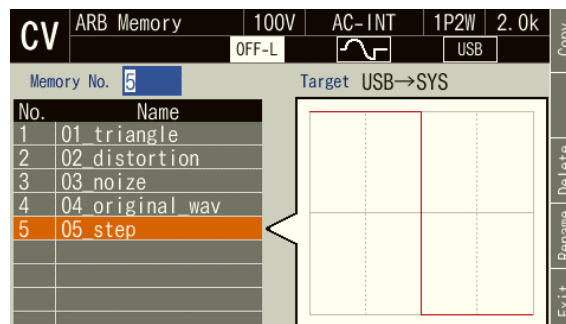 CV ARB Memory 100V AC-INT 1P2W 2.0k
OFF-L USB
Memory No. 5 Target USB→SYS
No. Name
1 01_triangle
2 02_distortion
3 03_noize
4 04_original_wav
5 05_step
Copy
Delete
Rename
Exit